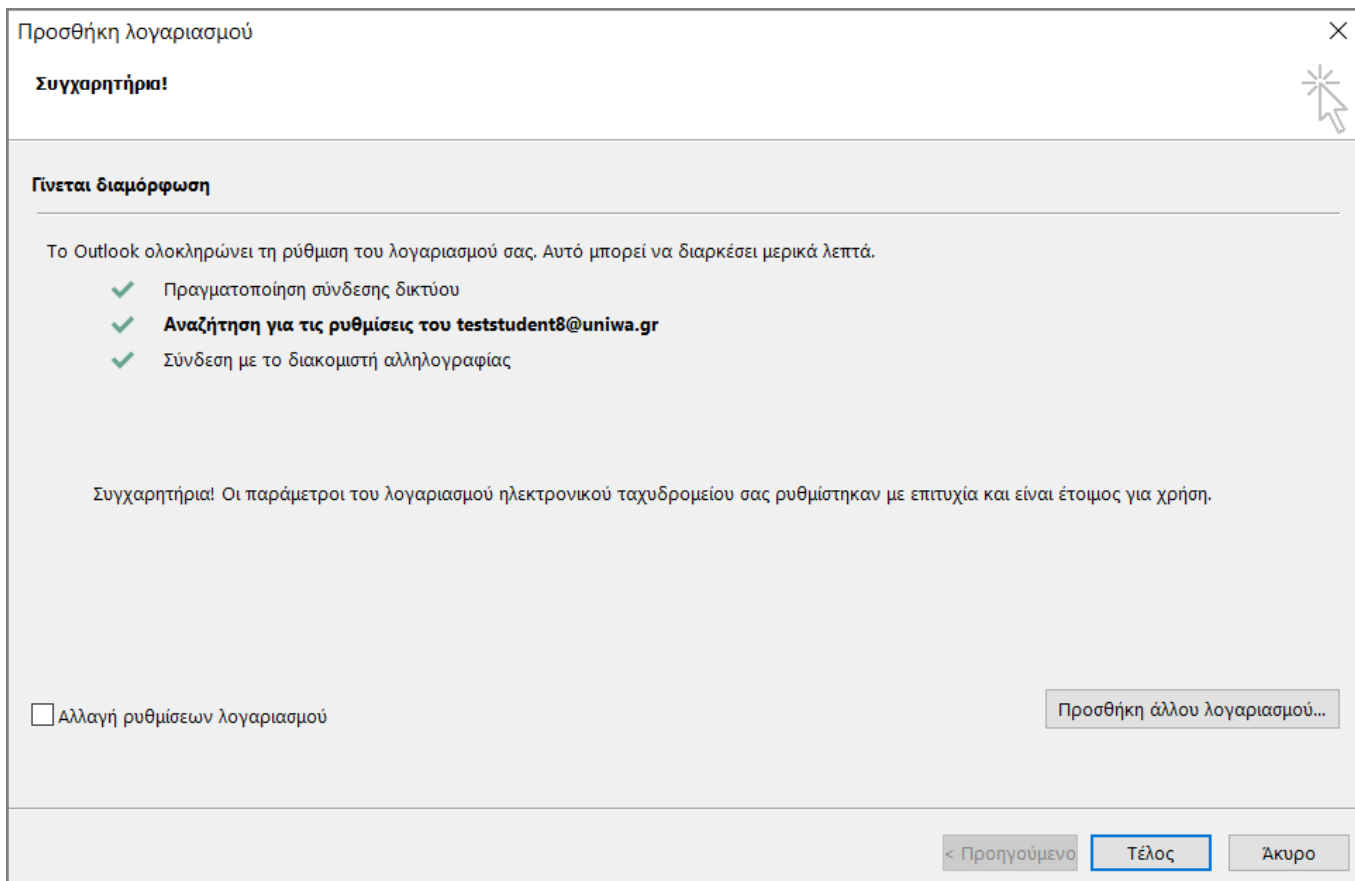 Προσθήκη λογαριασμού
Συγχαρητήρια!
Γίνεται διαμόρφωση
Το Outlook ολοκληρώνει τη ρύθμιση του λογαριασμού σας. Αυτό μπορεί να διαρκέσει μερικά λεπτά.
Πραγματοποίηση σύνδεσης δικτύου
Αναζήτηση για τις ρυθμίσεις του teststudent8@uniwa.gr
Σύνδεση με το διακομιστή αλληλογραφίας
Συγχαρητήρια! Οι παράμετροι του λογαριασμού ηλεκτρονικού ταχυδρομείου σας ρυθμίστηκαν με επιτυχία και είναι έτοιμος για χρήση.
Αλλαγή ρυθμίσεων λογαριασμού
Προσθήκη άλλου λογαριασμού...
< Προηγούμενο Τέλος Άκυρο